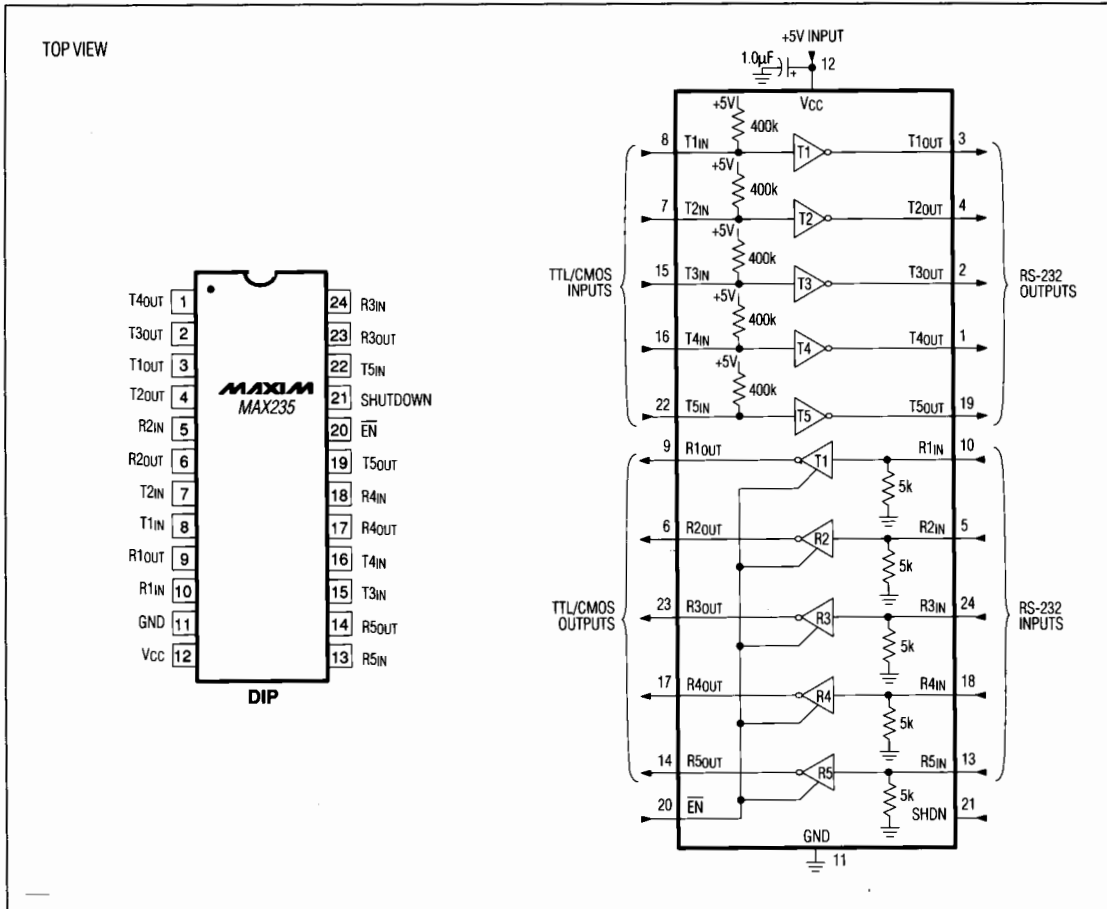 TOP VIEW
T4OUT 1
T3OUT 2
T1OUT 3
T2OUT 4
R2IN 5
R2OUT 6
T2IN 7
T1IN 8
R1OUT 9
R1IN 10
GND 11
VCC 12
MAXIM
MAX235
24 R3IN
23 R3OUT
22 T5IN
21 SHUTDOWN
20 EN
19 T5OUT
18 R4IN
17 R4OUT
16 T4IN
15 T3IN
14 R5OUT
13 R5IN
DIP
+5V INPUT
1.0µF + 12
VCC
+5V
400k
8 T1IN T1 T1OUT 3
+5V
400k
7 T2IN T2 T2OUT 4
+5V
400k
15 T3IN T3 T3OUT 2
TTL/CMOS
INPUTS
RS-232
OUTPUTS
+5V
400k
16 T4IN T4 T4OUT 1
+5V
400k
22 T5IN T5 T5OUT 19
9 R1OUT T1 R1IN 10
5k
6 R2OUT R2 R2IN 5
5k
23 R3OUT R3 R3IN 24
TTL/CMOS
OUTPUTS
RS-232
INPUTS
5k
17 R4OUT R4 R4IN 18
5k
14 R5OUT R5 R5IN 13
5k
20 EN SHDN 21
GND
11